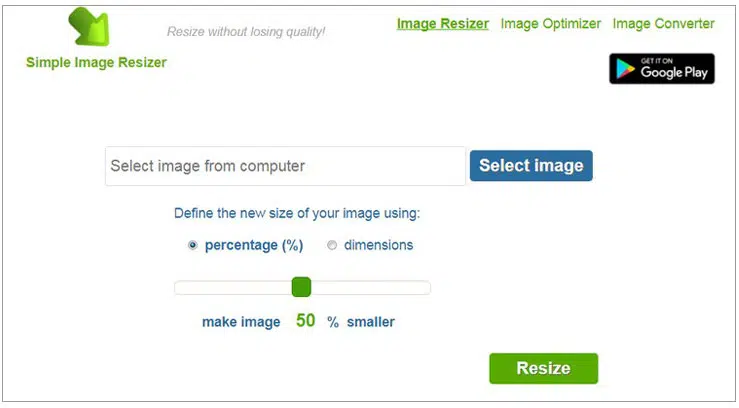 Resize without losing quality!
Image Resizer Image Optimizer Image Converter
Simple Image Resizer
GET IT ON
Google Play
Select image from computer
Select image
Define the new size of your image using:
percentage (%) dimensions
make image 50 % smaller
Resize